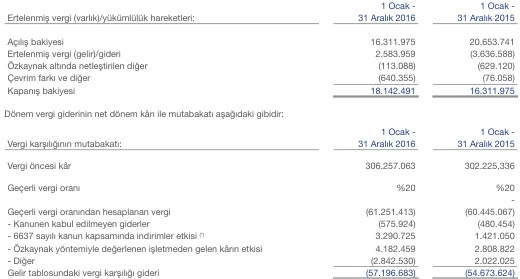 1 Ocak - 1 Ocak -
Ertelenmiş vergi (varlık)/yükümlülük hareketleri: 31 Aralık 2016 31 Aralık 2015
Açılış bakiyesi 16.311.975 20.653.741
Ertelenmiş vergi (gelir)/gideri 2.583.959 (3.636.588)
Özkaynak altında netleştirilen diğer (113.088) (629.120)
Çevrim farkı ve diğer (640.355) (76.058)
Kapanış bakiyesi 18.142.491 16.311.975
Dönem vergi giderinin net dönem kârı ile mutabakatı aşağıdaki gibidir:
1 Ocak - 1 Ocak -
Vergi karşılığının mutabakatı: 31 Aralık 2016 31 Aralık 2015
Vergi öncesi kâr 306.257.063 302.225.336
Geçerli vergi oranı %20 %20
-
Geçerli vergi oranından hesaplanan vergi (61.251.413) (60.445.067)
- Kanunen kabul edilmeyen giderler (575.924) (480.454)
- 6637 sayılı kanun kapsamında indirimler etkisi (*) 3.290.725 1.421.050
- Özkaynak yöntemiyle değerlenen işletmeden gelen kârın etkisi 4.182.459 2.808.822
- Diğer (2.842.530) 2.022.025
Gelir tablosundaki vergi karşılığı gideri (57.196.683) (54.673.624)